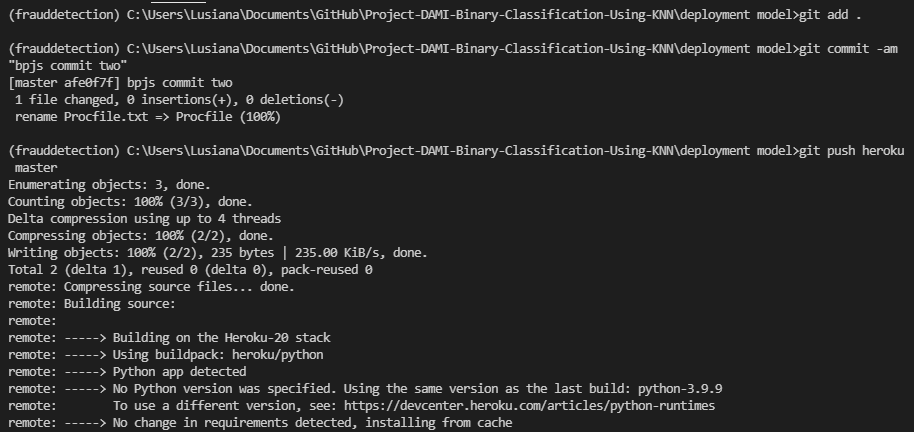 (frauddetection) C:\Users\Lusiana\Documents\GitHub\Project-DAMI-Binary-Classification-Using-KNN\deployment model>git add .
(frauddetection) C:\Users\Lusiana\Documents\GitHub\Project-DAMI-Binary-Classification-Using-KNN\deployment model>git commit -am
"bpjs commit two"
[master afe0f7f] bpjs commit two
 1 file changed, 0 insertions(+), 0 deletions(-)
 rename Procfile.txt => Procfile (100%)
(frauddetection) C:\Users\Lusiana\Documents\GitHub\Project-DAMI-Binary-Classification-Using-KNN\deployment model>git push heroku
 master
Enumerating objects: 3, done.
Counting objects: 100% (3/3), done.
Delta compression using up to 4 threads
Compressing objects: 100% (2/2), done.
Writing objects: 100% (2/2), 235 bytes | 235.00 KiB/s, done.
Total 2 (delta 1), reused 0 (delta 0), pack-reused 0
remote: Compressing source files... done.
remote: Building source:
remote:
remote: -----> Building on the Heroku-20 stack
remote: -----> Using buildpack: heroku/python
remote: -----> Python app detected
remote: -----> No Python version was specified. Using the same version as the last build: python-3.9.9
remote:        To use a different version, see: https://devcenter.heroku.com/articles/python-runtimes
remote: -----> No change in requirements detected, installing from cache